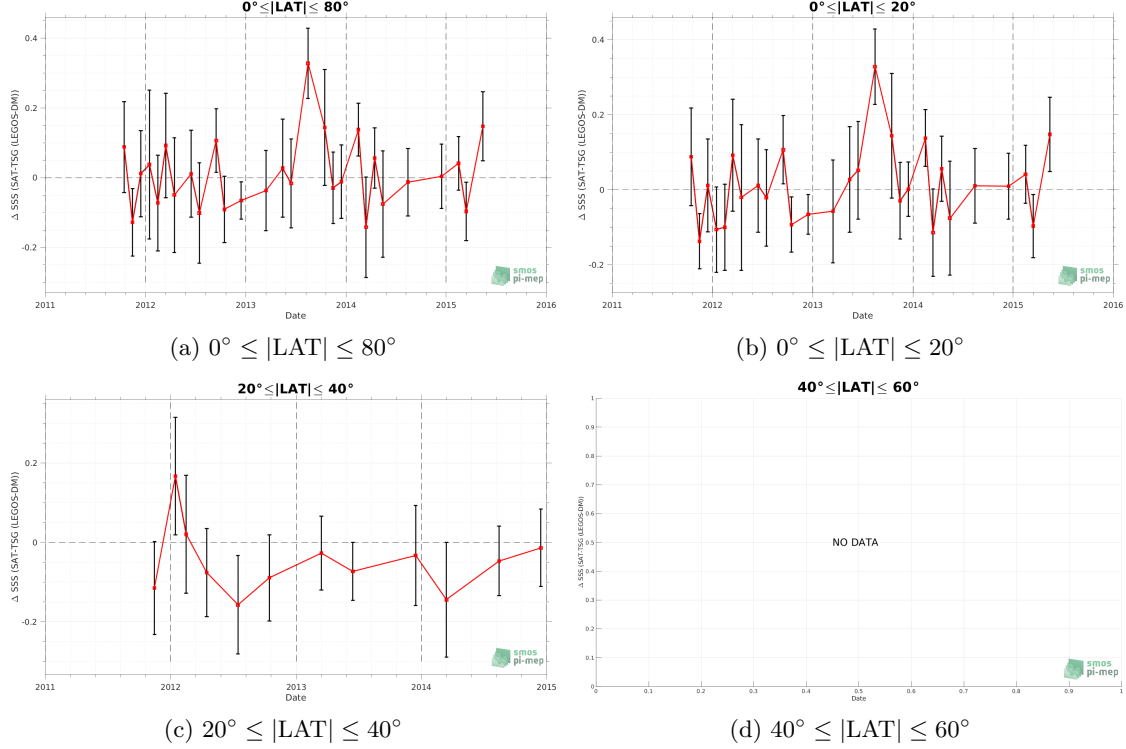 0°≤|LAT|≤ 80°
Δ SSS (SAT-TSG (LEGOS-DM))
0.4
0.2
0
-0.2
2011
2012
2013
2014
2015
2016
Date
smos
pi-mep
(a) 0° ≤ |LAT| ≤ 80°
0°≤|LAT|≤ 20°
Δ SSS (SAT-TSG (LEGOS-DM))
0.4
0.2
0
-0.2
2011
2012
2013
2014
2015
2016
Date
smos
pi-mep
(b) 0° ≤ |LAT| ≤ 20°
20°≤|LAT|≤ 40°
Δ SSS (SAT-TSG (LEGOS-DM))
0.2
0
-0.2
2011
2012
2013
2014
2015
Date
smos
pi-mep
(c) 20° ≤ |LAT| ≤ 40°
40°≤|LAT|≤ 60°
Δ SSS (SAT-TSG (LEGOS-DM))
1
0.9
0.8
0.7
0.6
0.5
0.4
0.3
0.2
0.1
0
NO DATA
0
0.1
0.2
0.3
0.4
0.5
0.6
0.7
0.8
0.9
1
Date
smos
pi-mep
(d) 40° ≤ |LAT| ≤ 60°